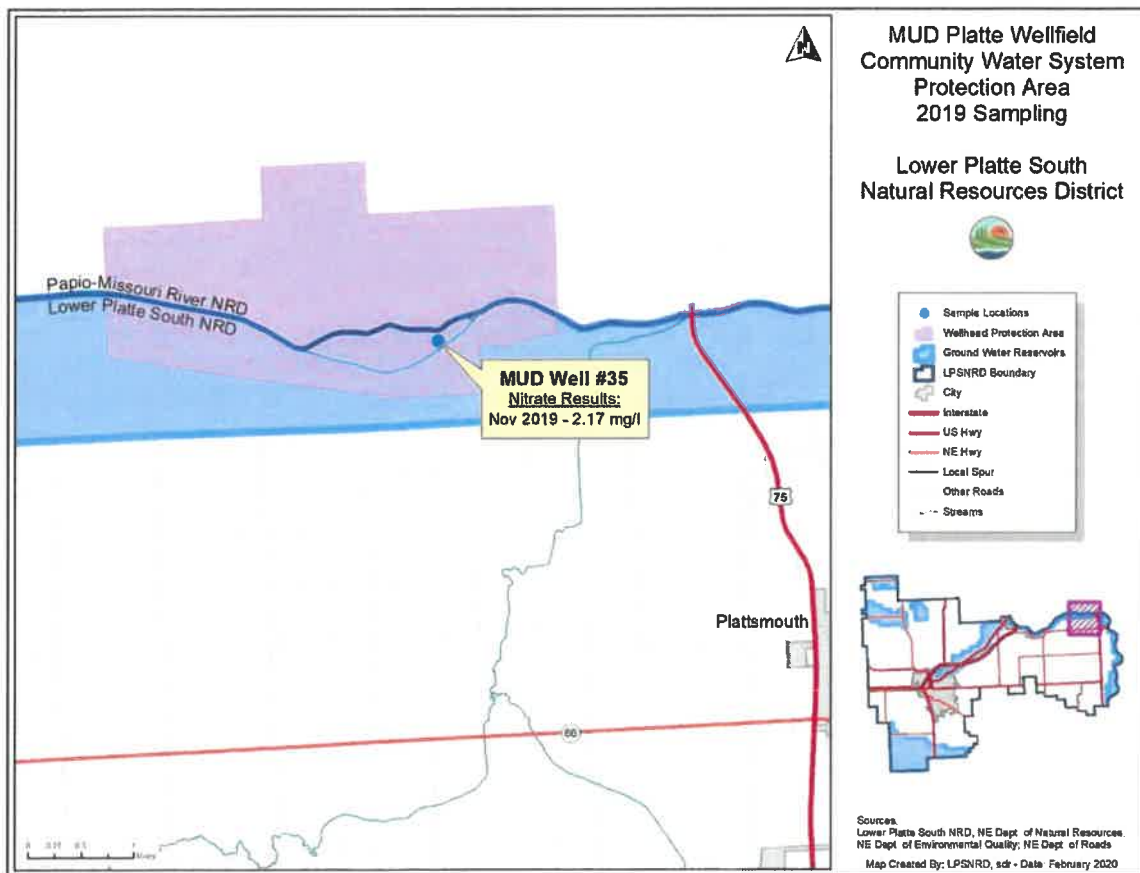 MUD Platte Wellfield
Community Water System
Protection Area
2019 Sampling
Lower Platte South
Natural Resources District
N
Papio-Missouri River NRD
Lower Platte South NRD
MUD Well #35
Nitrate Results:
Nov 2019 - 2.17 mg/l
75
Plattsmouth
66
Sample Locations
Wellhead Protection Area
Ground Water Reservoirs
LPSNRD Boundary
City
Interstate
US Hwy
NE Hwy
Local Spur
Other Roads
Streams
0
1
Miles
Sources.
Lower Platte South NRD, NE Dept of Natural Resources.
NE Dept of Environmental Quality; NE Dept of Roads
Map Created By: LPSNRD, sdr - Date: February 2020